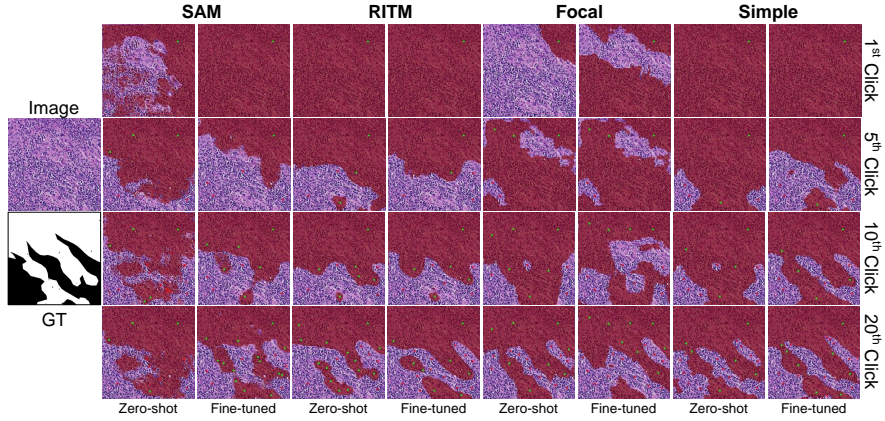 SAM RITM Focal Simple
1st Click
Image
5th Click
10th Click
GT
20th Click
Zero-shot Fine-tuned Zero-shot Fine-tuned Zero-shot Fine-tuned Zero-shot Fine-tuned